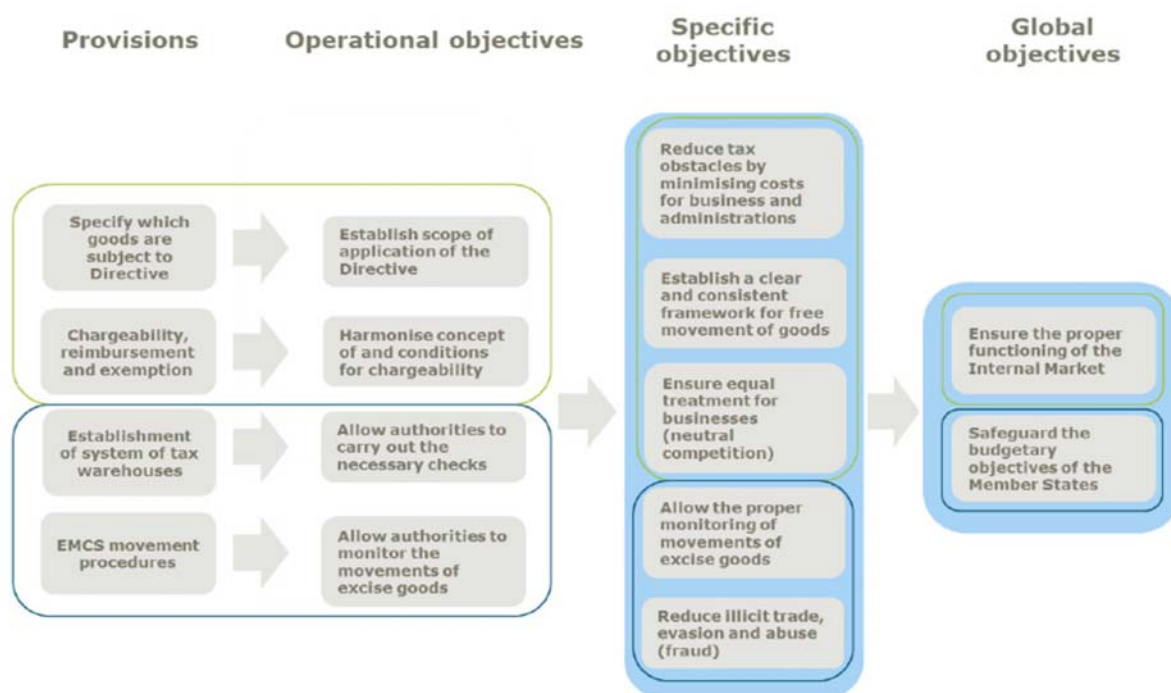 Provisions
Operational objectives
Specific
objectives
Global
objectives
Specify which
goods are
subject to
Directive
Establish scope of
application of the
Directive
Chargeability,
reimbursement
and exemption
Harmonise concept
of and conditions
for chargeability
Establishment
of system of tax
warehouses
Allow authorities to
carry out the
necessary checks
EMCS movement
procedures
Allow authorities to
monitor the
movements of
excise goods
Reduce tax
obstacles by
minimising costs
for business and
administrations
Establish a clear
and consistent
framework for free
movement of goods
Ensure equal
treatment for
businesses
(neutral
competition)
Allow the proper
monitoring of
movements of
excise goods
Reduce illicit trade,
evasion and abuse
(fraud)
Ensure the proper
functioning of the
Internal Market
Safeguard the
budgetary
objectives of the
Member States